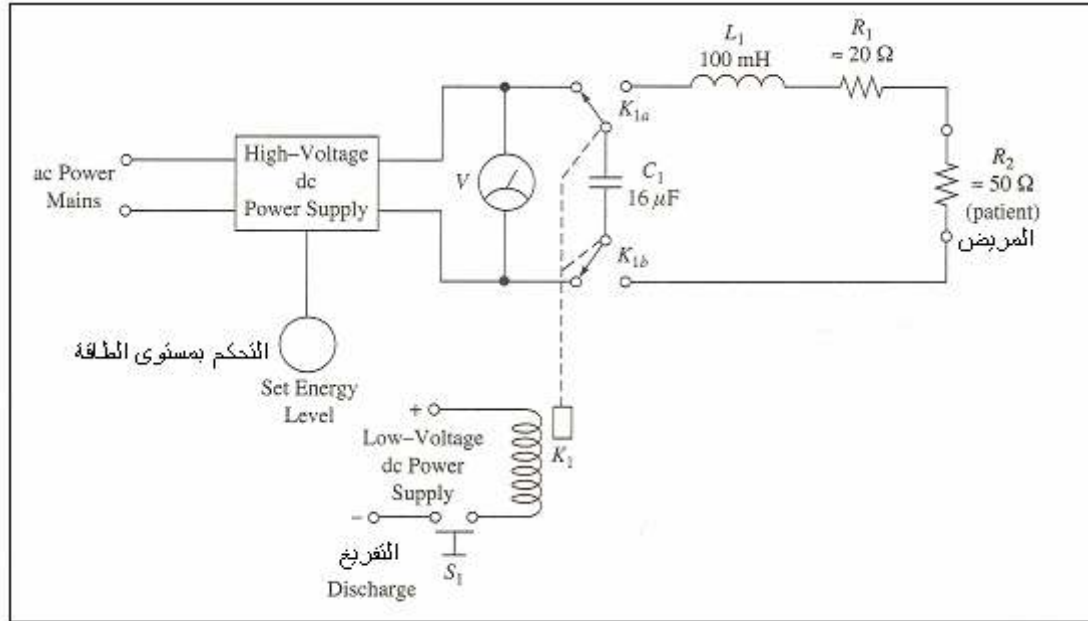 L₁
100 mH
R₁
= 20 Ω
K₁ₐ
High–Voltage
dc
Power Supply
ac Power
Mains
V
C₁
16 μF
R₂
= 50 Ω
(patient)
المريض
K₁b
التحكم بمستوى الطاقة
Set Energy
Level
+
Low–Voltage
dc Power
Supply
K₁
–
التفريغ
Discharge
S₁